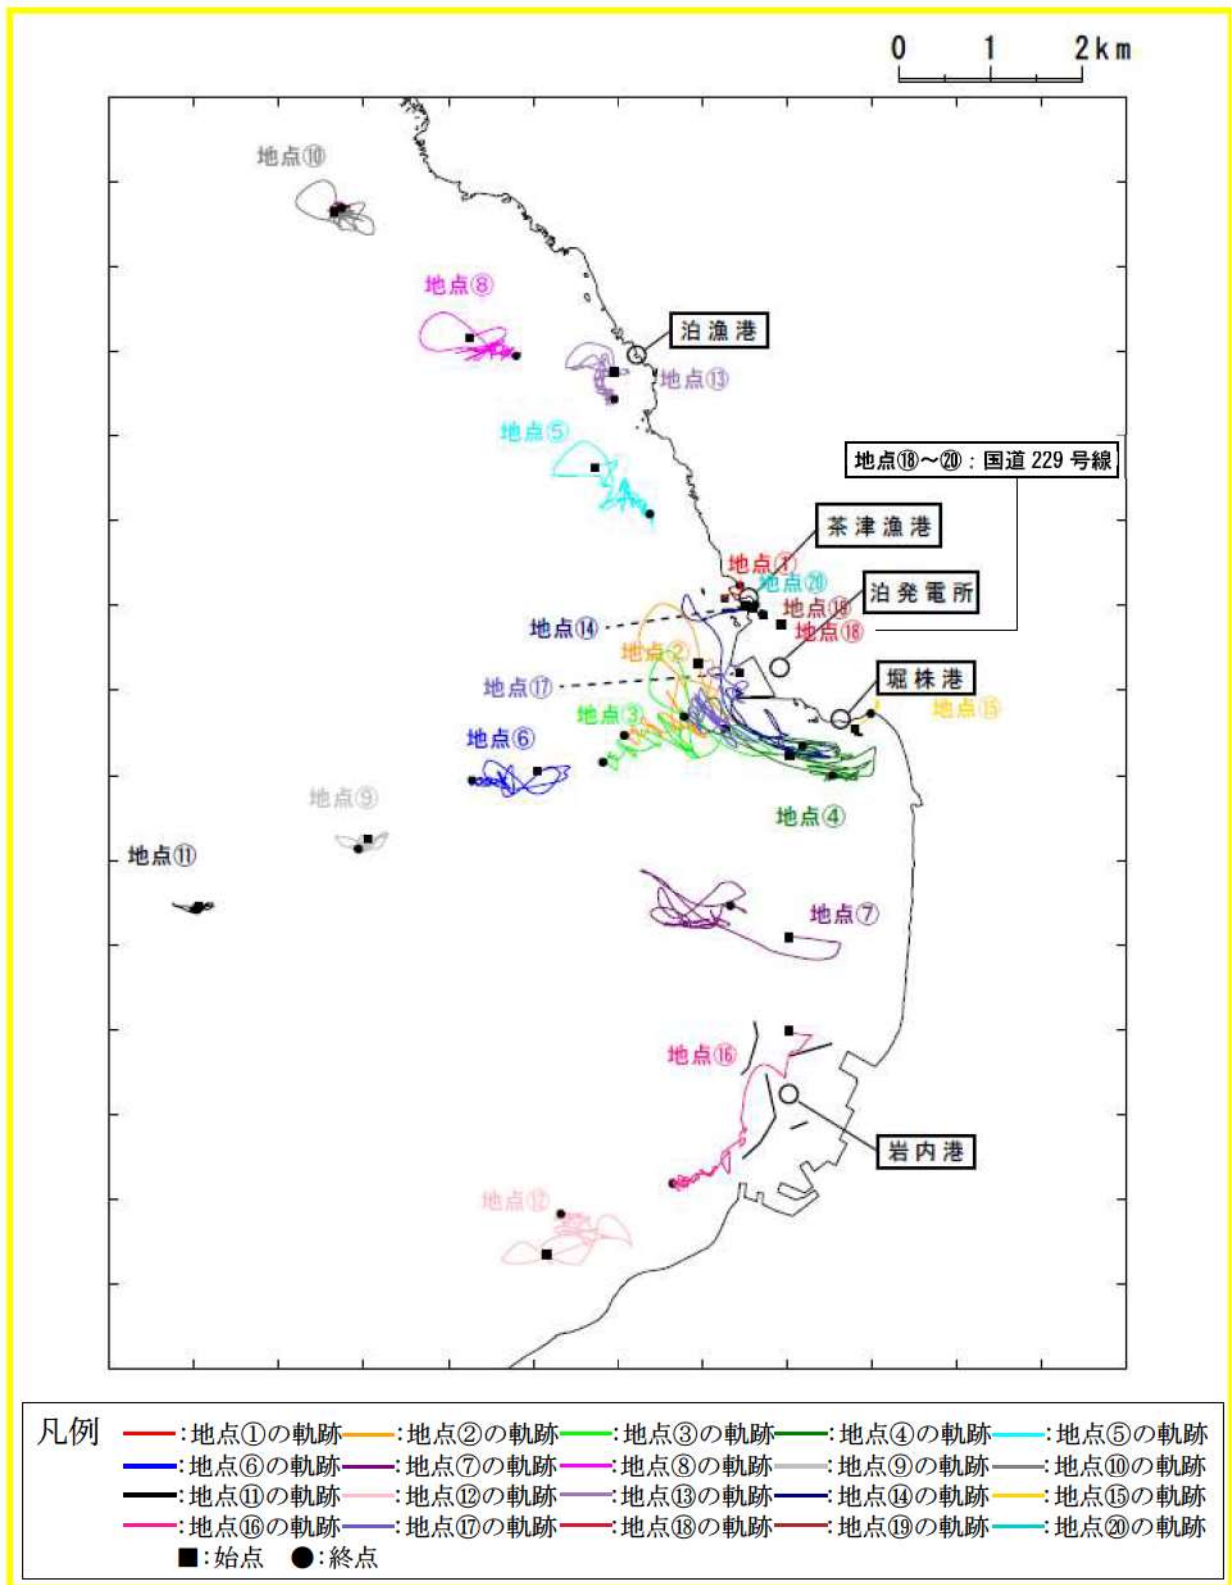 0 1 2km
地点⑩
地点⑧
泊漁港
地点⑬
地点⑤
地点⑱~⑳：国道 229 号線
茶津漁港
地点①
地点⑳
泊発電所
地点⑲
地点⑭
地点⑱
地点②
地点⑰
堀株港
地点⑮
地点③
地点⑥
地点⑨
地点④
地点⑪
地点⑦
地点⑯
岩内港
地点⑫
凡例 :地点①の軌跡 :地点②の軌跡 :地点③の軌跡 :地点④の軌跡 :地点⑤の軌跡
:地点⑥の軌跡 :地点⑦の軌跡 :地点⑧の軌跡 :地点⑨の軌跡 :地点⑩の軌跡
:地点⑪の軌跡 :地点⑫の軌跡 :地点⑬の軌跡 :地点⑭の軌跡 :地点⑮の軌跡
:地点⑯の軌跡 :地点⑰の軌跡 :地点⑱の軌跡 :地点⑲の軌跡 :地点⑳の軌跡
■:始点 ●:終点